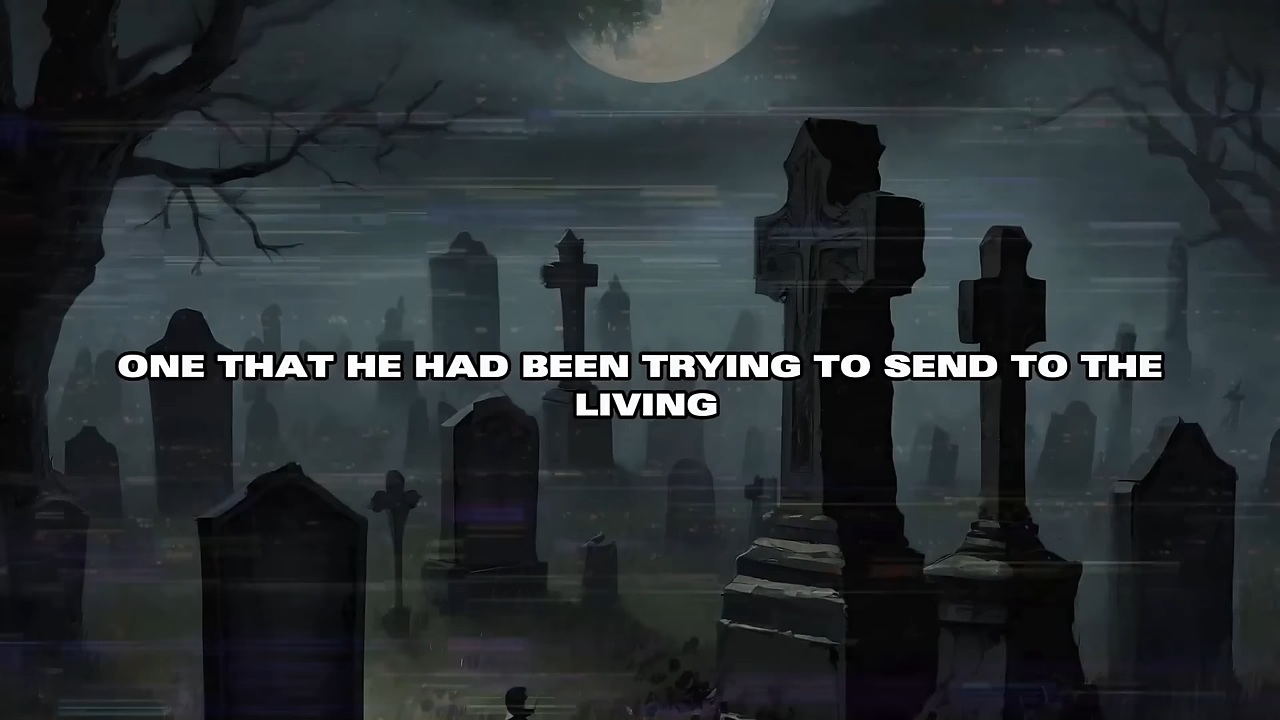 ONE THAT HE HAD BEEN TRYING TO SEND TO THE
LIVING